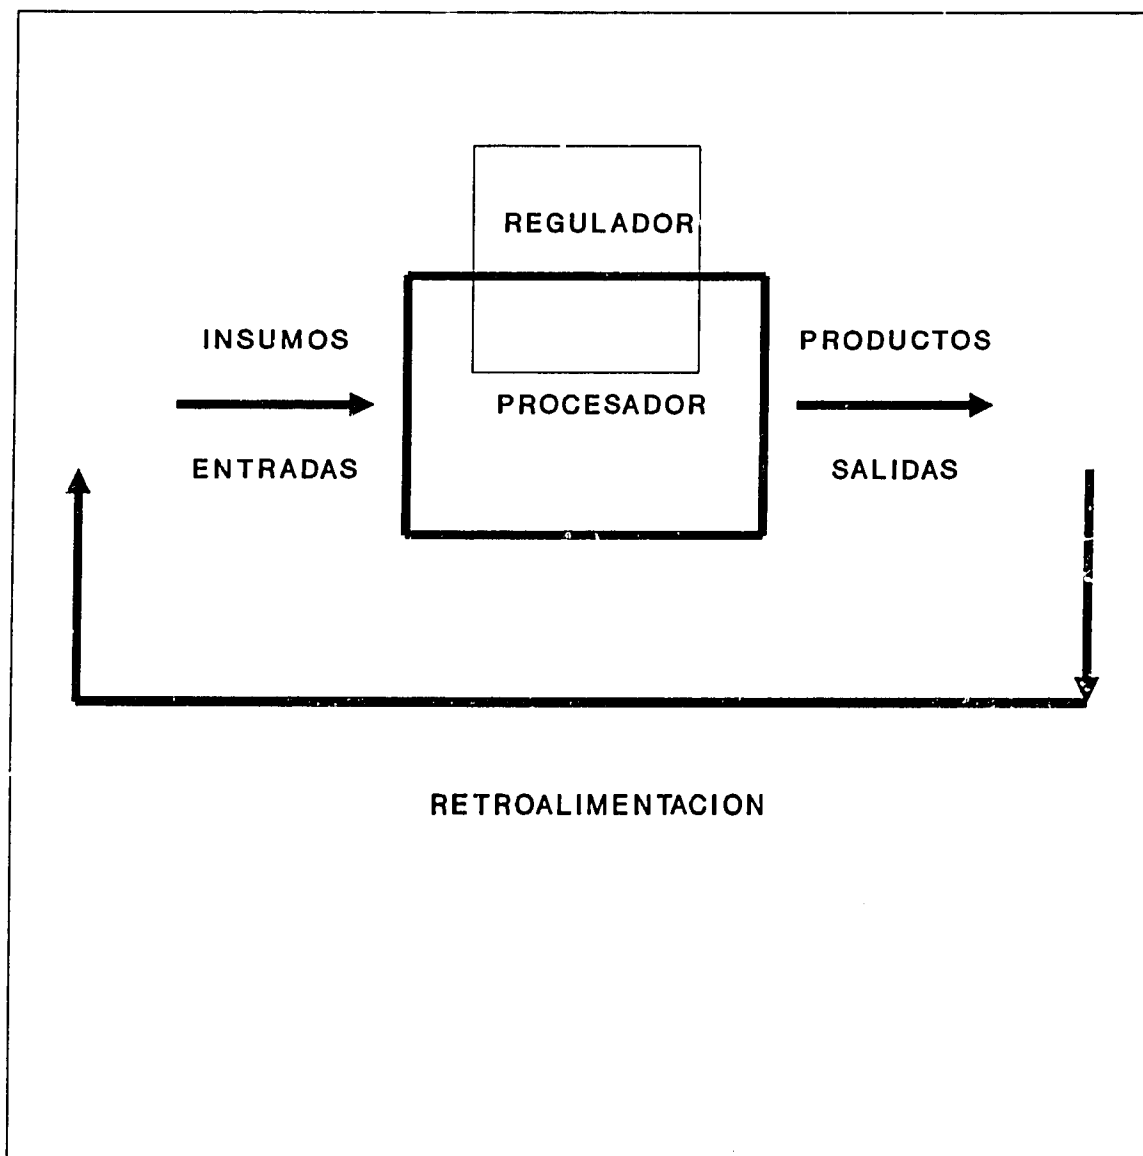 REGULADOR
INSUMOS
PRODUCTOS
PROCESADOR
ENTRADAS
SALIDAS
RETROALIMENTACION